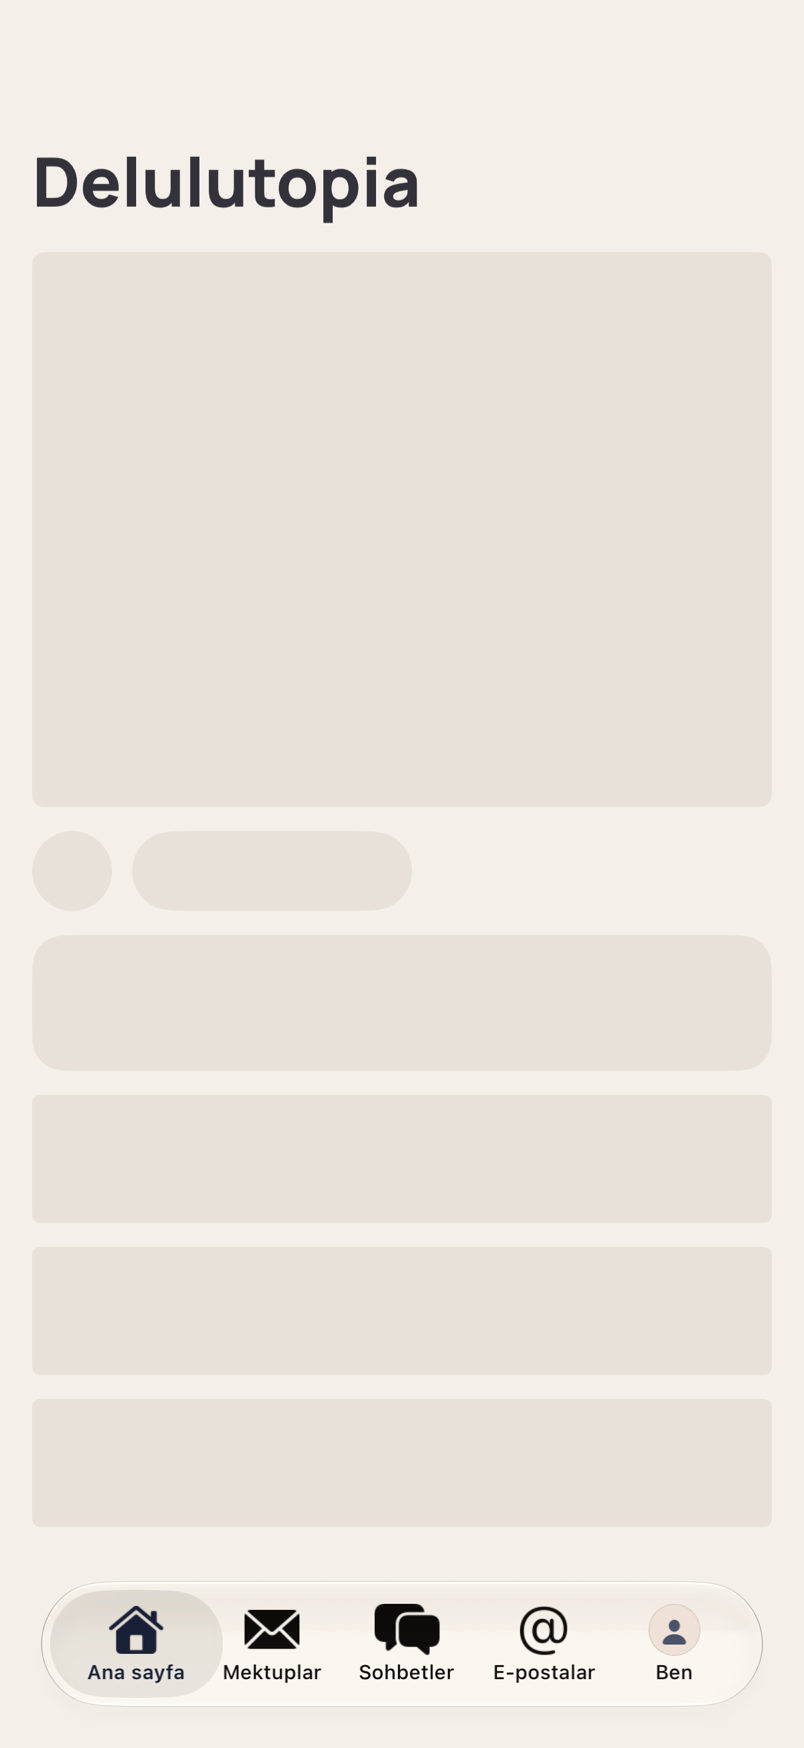 Delulutopia
Ana sayfa
Mektuplar
Sohbetler
@
E-postalar
Ben